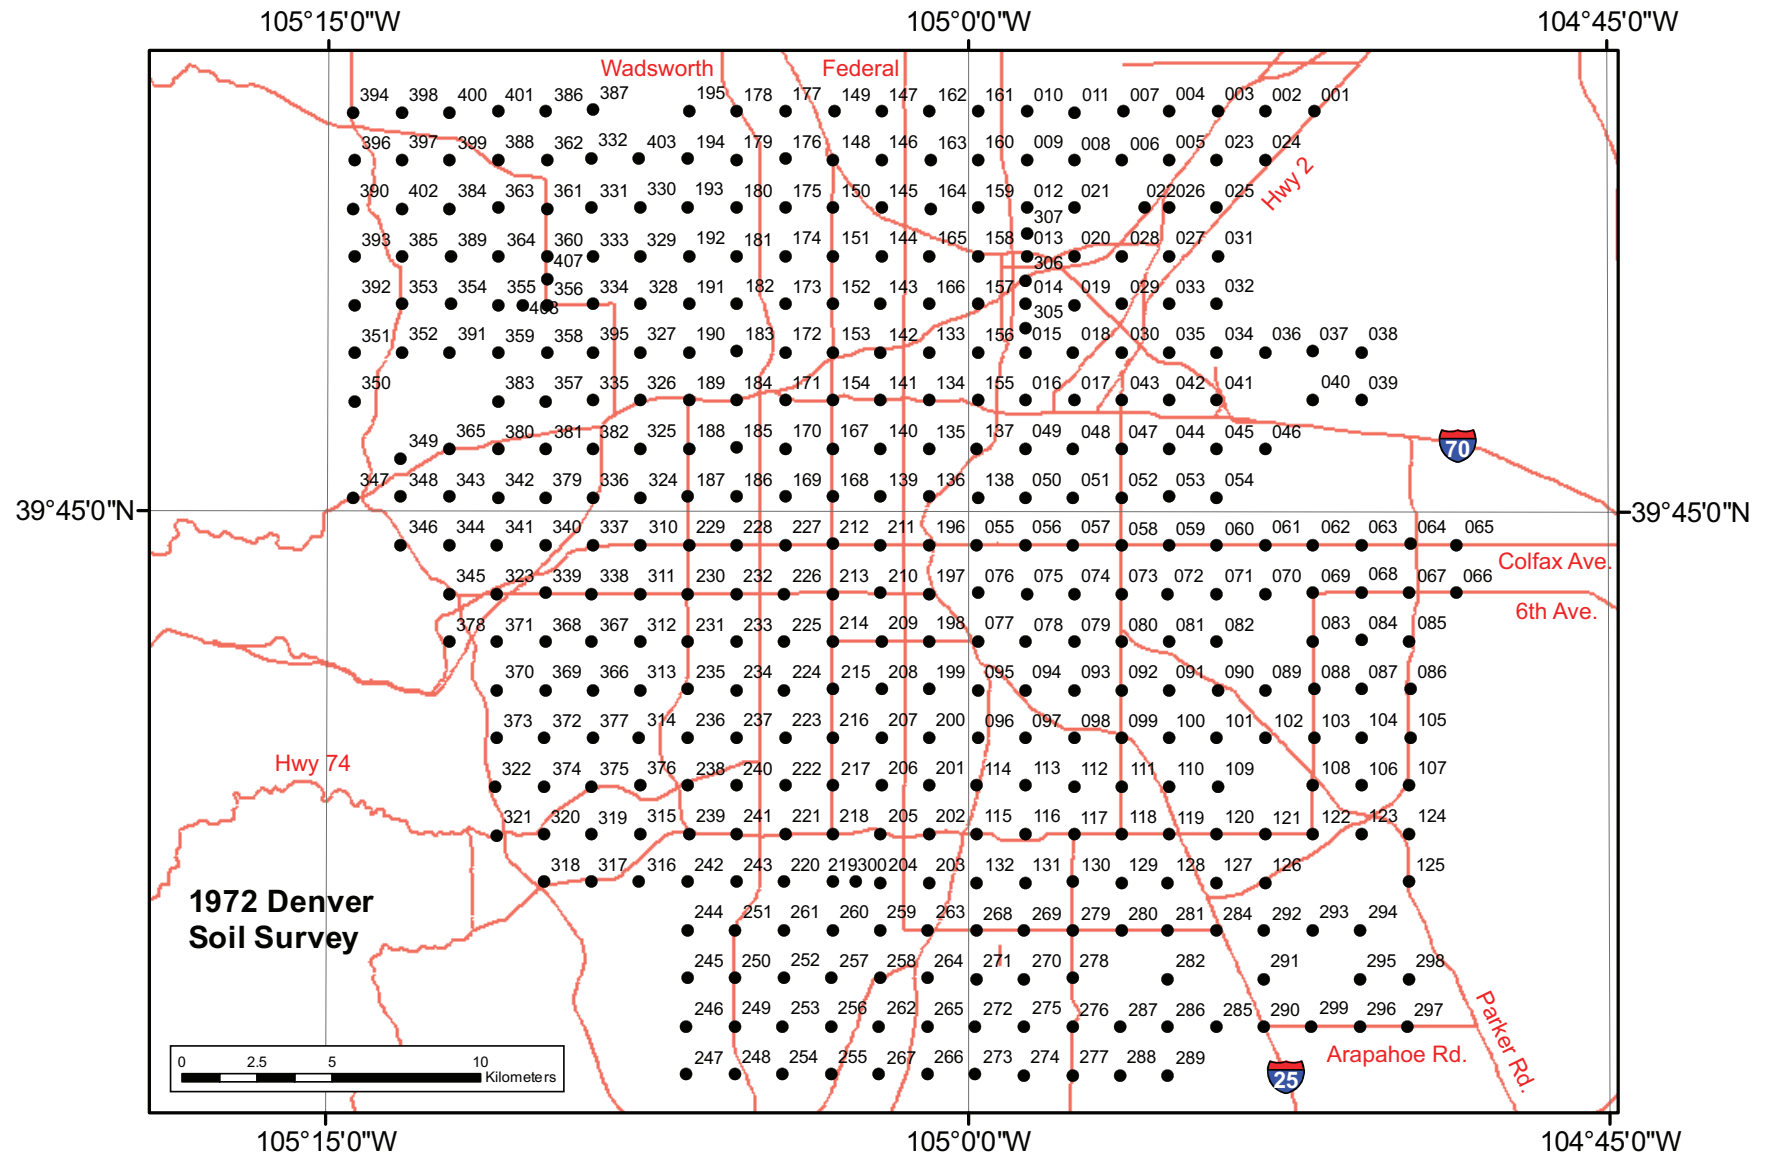 105°15'0"W 105°0'0"W 104°45'0"W
Wadsworth Federal
394 398 400 401 386 387 195 178 177 149 147 162 161 010 011 007 004 003 002 001
396 397 399 388 362 332 403 194 179 176 148 146 163 160 009 008 006 005 023 024
Hwy 2
390 402 384 363 361 331 330 193 180 175 150 145 164 159 012 021 022 026 025
307
393 385 389 364 360 333 329 192 181 174 151 144 165 158 013 020 028 027 031
407 306
392 353 354 355 356 334 328 191 182 173 152 143 166 157 014 019 029 033 032
408 305
351 352 391 359 358 395 327 190 183 172 153 142 133 156 015 018 030 035 034 036 037 038
350 383 357 335 326 189 184 171 154 141 134 155 016 017 043 042 041 040 039
349 365 380 381 382 325 188 185 170 167 140 135 137 049 048 047 044 045 046
70
347 348 343 342 379 336 324 187 186 169 168 139 136 138 050 051 052 053 054
39°45'0"N 39°45'0"N
346 344 341 340 337 310 229 228 227 212 211 196 055 056 057 058 059 060 061 062 063 064 065
Colfax Ave.
345 323 339 338 311 230 232 226 213 210 197 076 075 074 073 072 071 070 069 068 067 066
6th Ave.
378 371 368 367 312 231 233 225 214 209 198 077 078 079 080 081 082 083 084 085
370 369 366 313 235 234 224 215 208 199 095 094 093 092 091 090 089 088 087 086
373 372 377 314 236 237 223 216 207 200 096 097 098 099 100 101 102 103 104 105
Hwy 74
322 374 375 376 238 240 222 217 206 201 114 113 112 111 110 109 108 106 107
321 320 319 315 239 241 221 218 205 202 115 116 117 118 119 120 121 122 123 124
318 317 316 242 243 220 219 300 204 203 132 131 130 129 128 127 126 125
1972 Denver
Soil Survey
244 251 261 260 259 263 268 269 279 280 281 284 292 293 294
245 250 252 257 258 264 271 270 278 282 291 295 298
246 249 253 256 262 265 272 275 276 287 286 285 290 299 296 297
Parker Rd.
Arapahoe Rd.
247 248 254 255 267 266 273 274 277 288 289
25
0 2.5 5 10
Kilometers
105°15'0"W 105°0'0"W 104°45'0"W